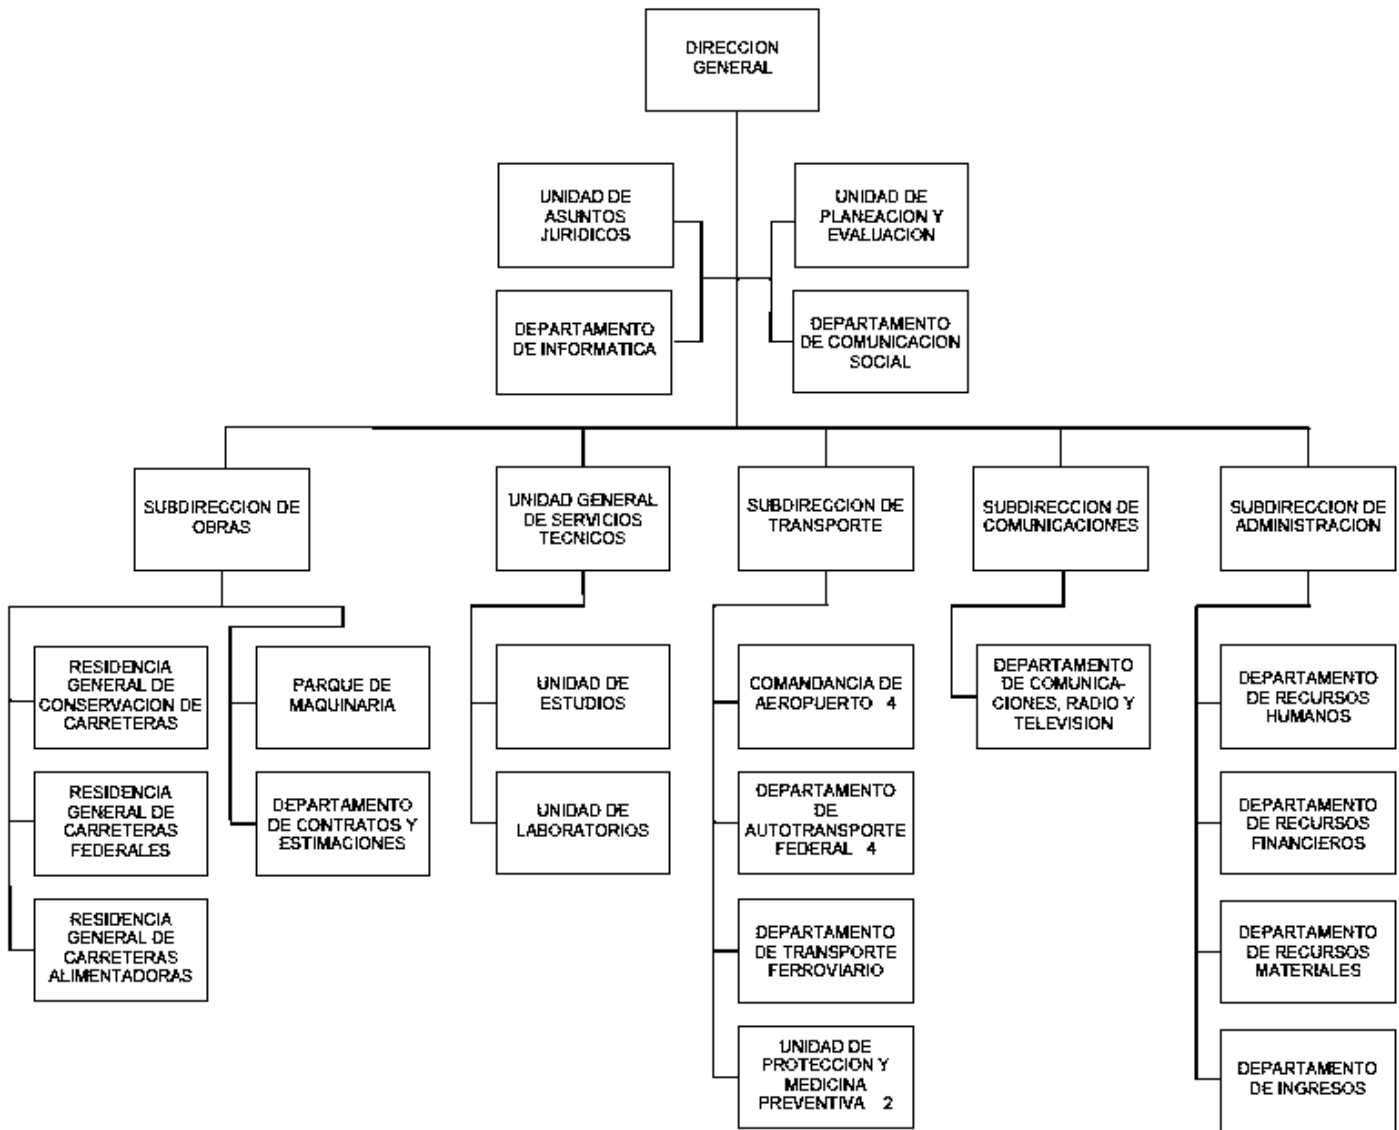 DIRECCION
GENERAL
UNIDAD DE
ASUNTOS
JURIDICOS
UNIDAD DE
PLANEACION Y
EVALUACION
DEPARTAMENTO
DE INFORMATICA
DEPARTAMENTO
DE COMUNICACION
SOCIAL
SUBDIRECCION DE
OBRAS
UNIDAD GENERAL
DE SERVICIOS
TECNICOS
SUBDIRECCION DE
TRANSPORTE
SUBDIRECCION DE
COMUNICACIONES
SUBDIRECCION DE
ADMINISTRACION
RESIDENCIA
GENERAL DE
CONSERVACION DE
CARRETERAS
PARQUE DE
MAQUINARIA
UNIDAD DE
ESTUDIOS
COMANDANCIA DE
AEROPUERTO 4
DEPARTAMENTO
DE COMUNICA-
CIONES, RADIO Y
TELEVISION
DEPARTAMENTO
DE RECURSOS
HUMANOS
RESIDENCIA
GENERAL DE
CARRETERAS
FEDERALES
DEPARTAMENTO
DE CONTRATOS Y
ESTIMACIONES
UNIDAD DE
LABORATORIOS
DEPARTAMENTO
DE
AUTOTRANSPORTE
FEDERAL 4
DEPARTAMENTO
DE RECURSOS
FINANCIEROS
RESIDENCIA
GENERAL DE
CARRETERAS
ALIMENTADORAS
DEPARTAMENTO
DE TRANSPORTE
FERROVIARIO
DEPARTAMENTO
DE RECURSOS
MATERIALES
UNIDAD DE
PROTECCION Y
MEDICINA
PREVENTIVA 2
DEPARTAMENTO
DE INGRESOS